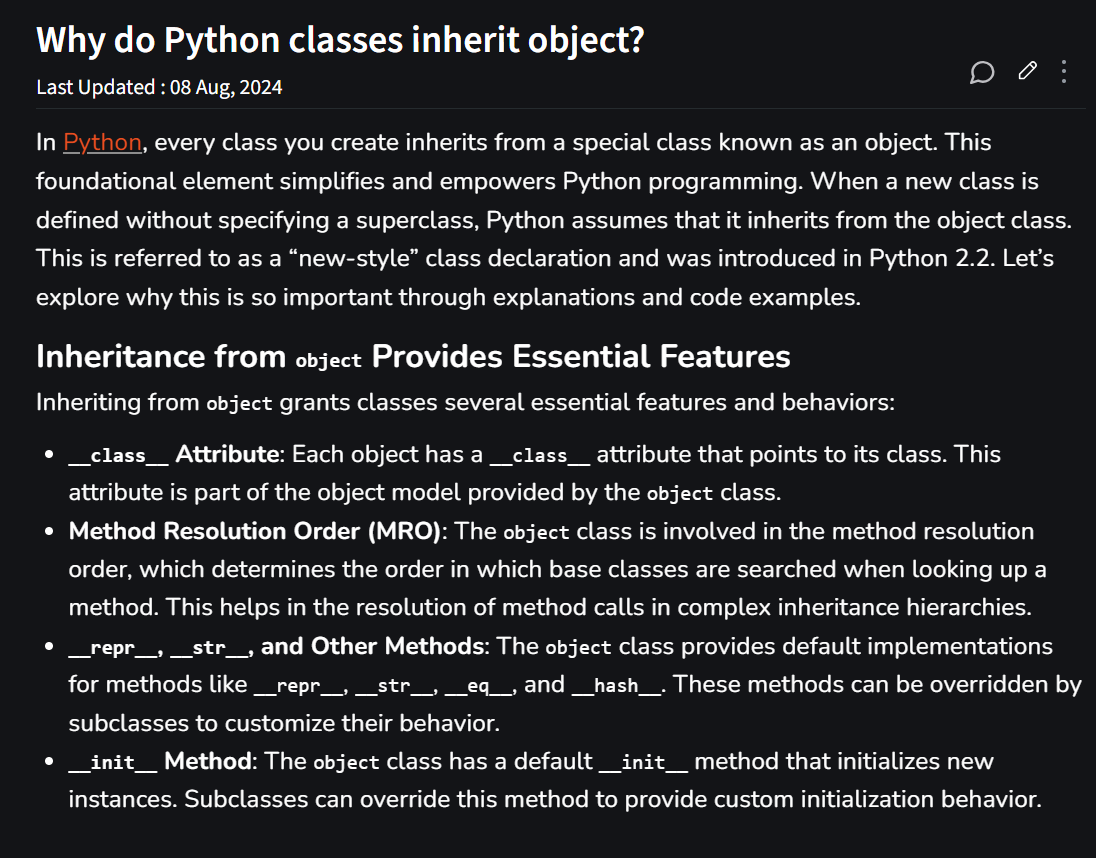 Why do Python classes inherit object?
Last Updated : 08 Aug, 2024
In Python, every class you create inherits from a special class known as an object. This
foundational element simplifies and empowers Python programming. When a new class is
defined without specifying a superclass, Python assumes that it inherits from the object class.
This is referred to as a “new-style” class declaration and was introduced in Python 2.2. Let’s
explore why this is so important through explanations and code examples.
Inheritance from object Provides Essential Features
Inheriting from object grants classes several essential features and behaviors:
• __class__ Attribute: Each object has a __class__ attribute that points to its class. This
attribute is part of the object model provided by the object class.
• Method Resolution Order (MRO): The object class is involved in the method resolution
order, which determines the order in which base classes are searched when looking up a
method. This helps in the resolution of method calls in complex inheritance hierarchies.
• __repr__, __str__, and Other Methods: The object class provides default implementations
for methods like __repr__, __str__, __eq__, and __hash__. These methods can be overridden by
subclasses to customize their behavior.
• __init__ Method: The object class has a default __init__ method that initializes new
instances. Subclasses can override this method to provide custom initialization behavior.